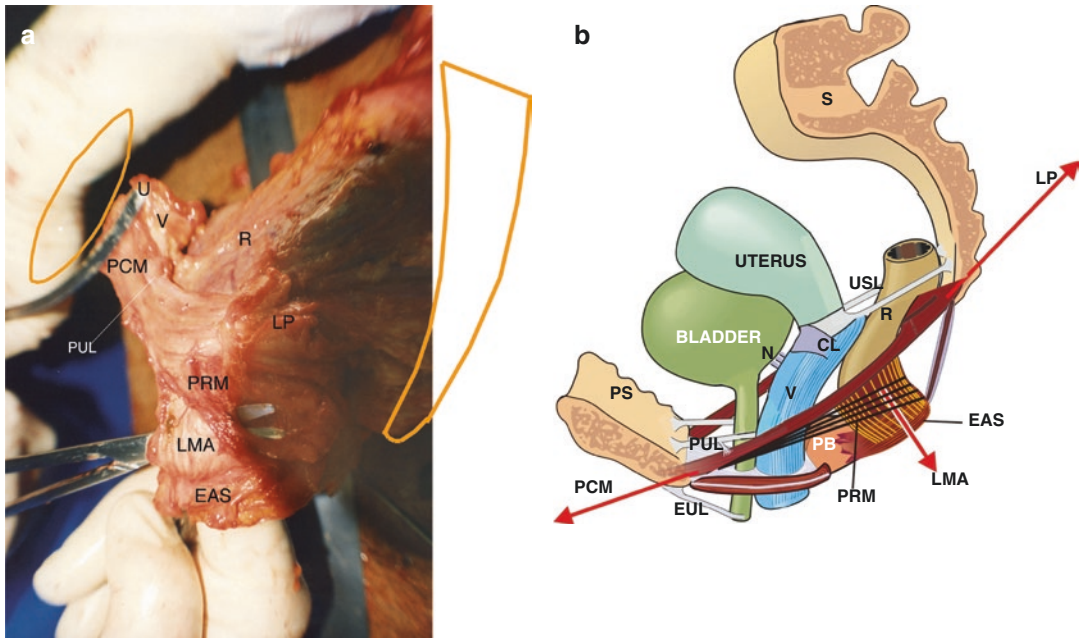 a
U
V
R
PCM
LP
PUL
PRM
LMA
EAS
b
S
LP
UTERUS
USL
R
BLADDER
CL
N
PS
V
EAS
PUL
PB
LMA
PCM
PRM
EUL